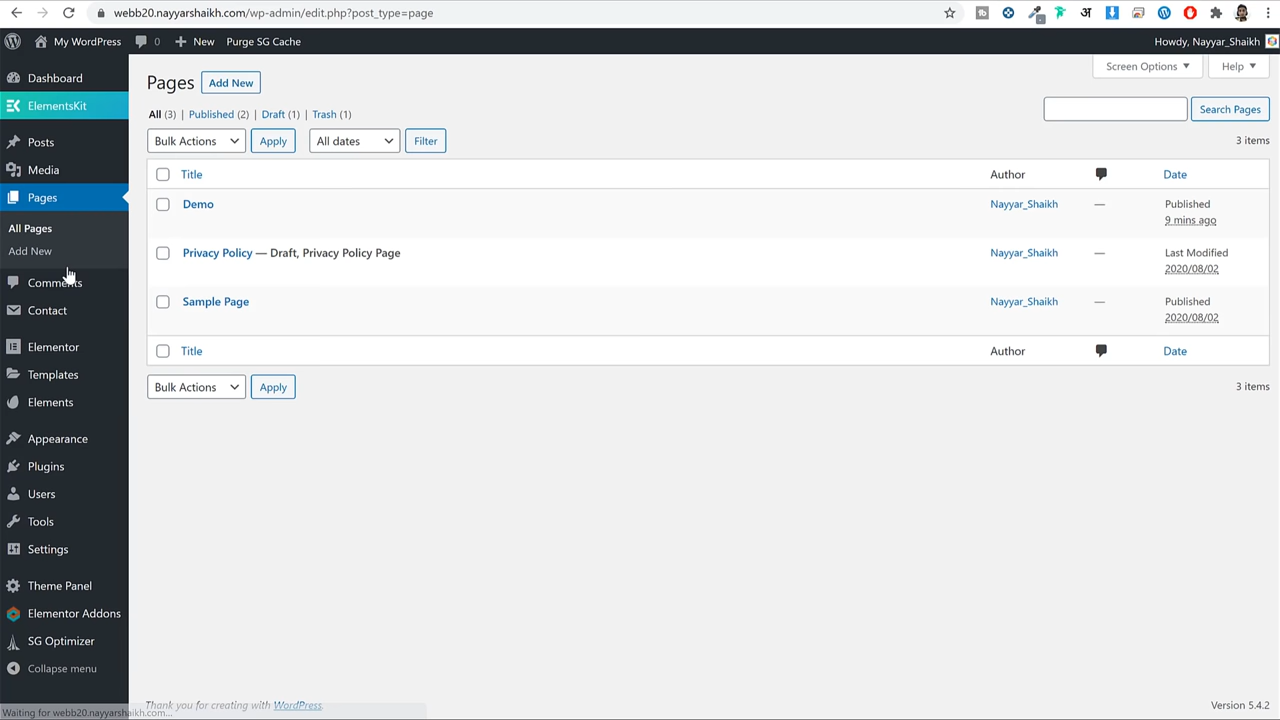 webb20.nayyarshaikh.com/wp-admin/edit.php?post_type=page
My WordPress 0 New Purge SG Cache Howdy, Nayyar_Shaikh
Dashboard
ElementsKit
Posts
Media
Pages
All Pages
Add New
Comments
Contact
Elementor
Templates
Elements
Appearance
Plugins
Users
Tools
Settings
Theme Panel
Elementor Addons
SG Optimizer
Collapse menu
Screen Options ▼ Help ▼
Pages Add New
All (3) | Published (2) | Draft (1) | Trash (1)
Search Pages
Bulk Actions Apply All dates Filter 3 items
Title Author Date
Demo Nayyar_Shaikh — Published
9 mins ago
Privacy Policy — Draft, Privacy Policy Page Nayyar_Shaikh — Last Modified
2020/08/02
Sample Page Nayyar_Shaikh — Published
2020/08/02
Title Author Date
Bulk Actions Apply 3 items
Thank you for creating with WordPress. Version 5.4.2
Waiting for webb20.nayyarshaikh.com...